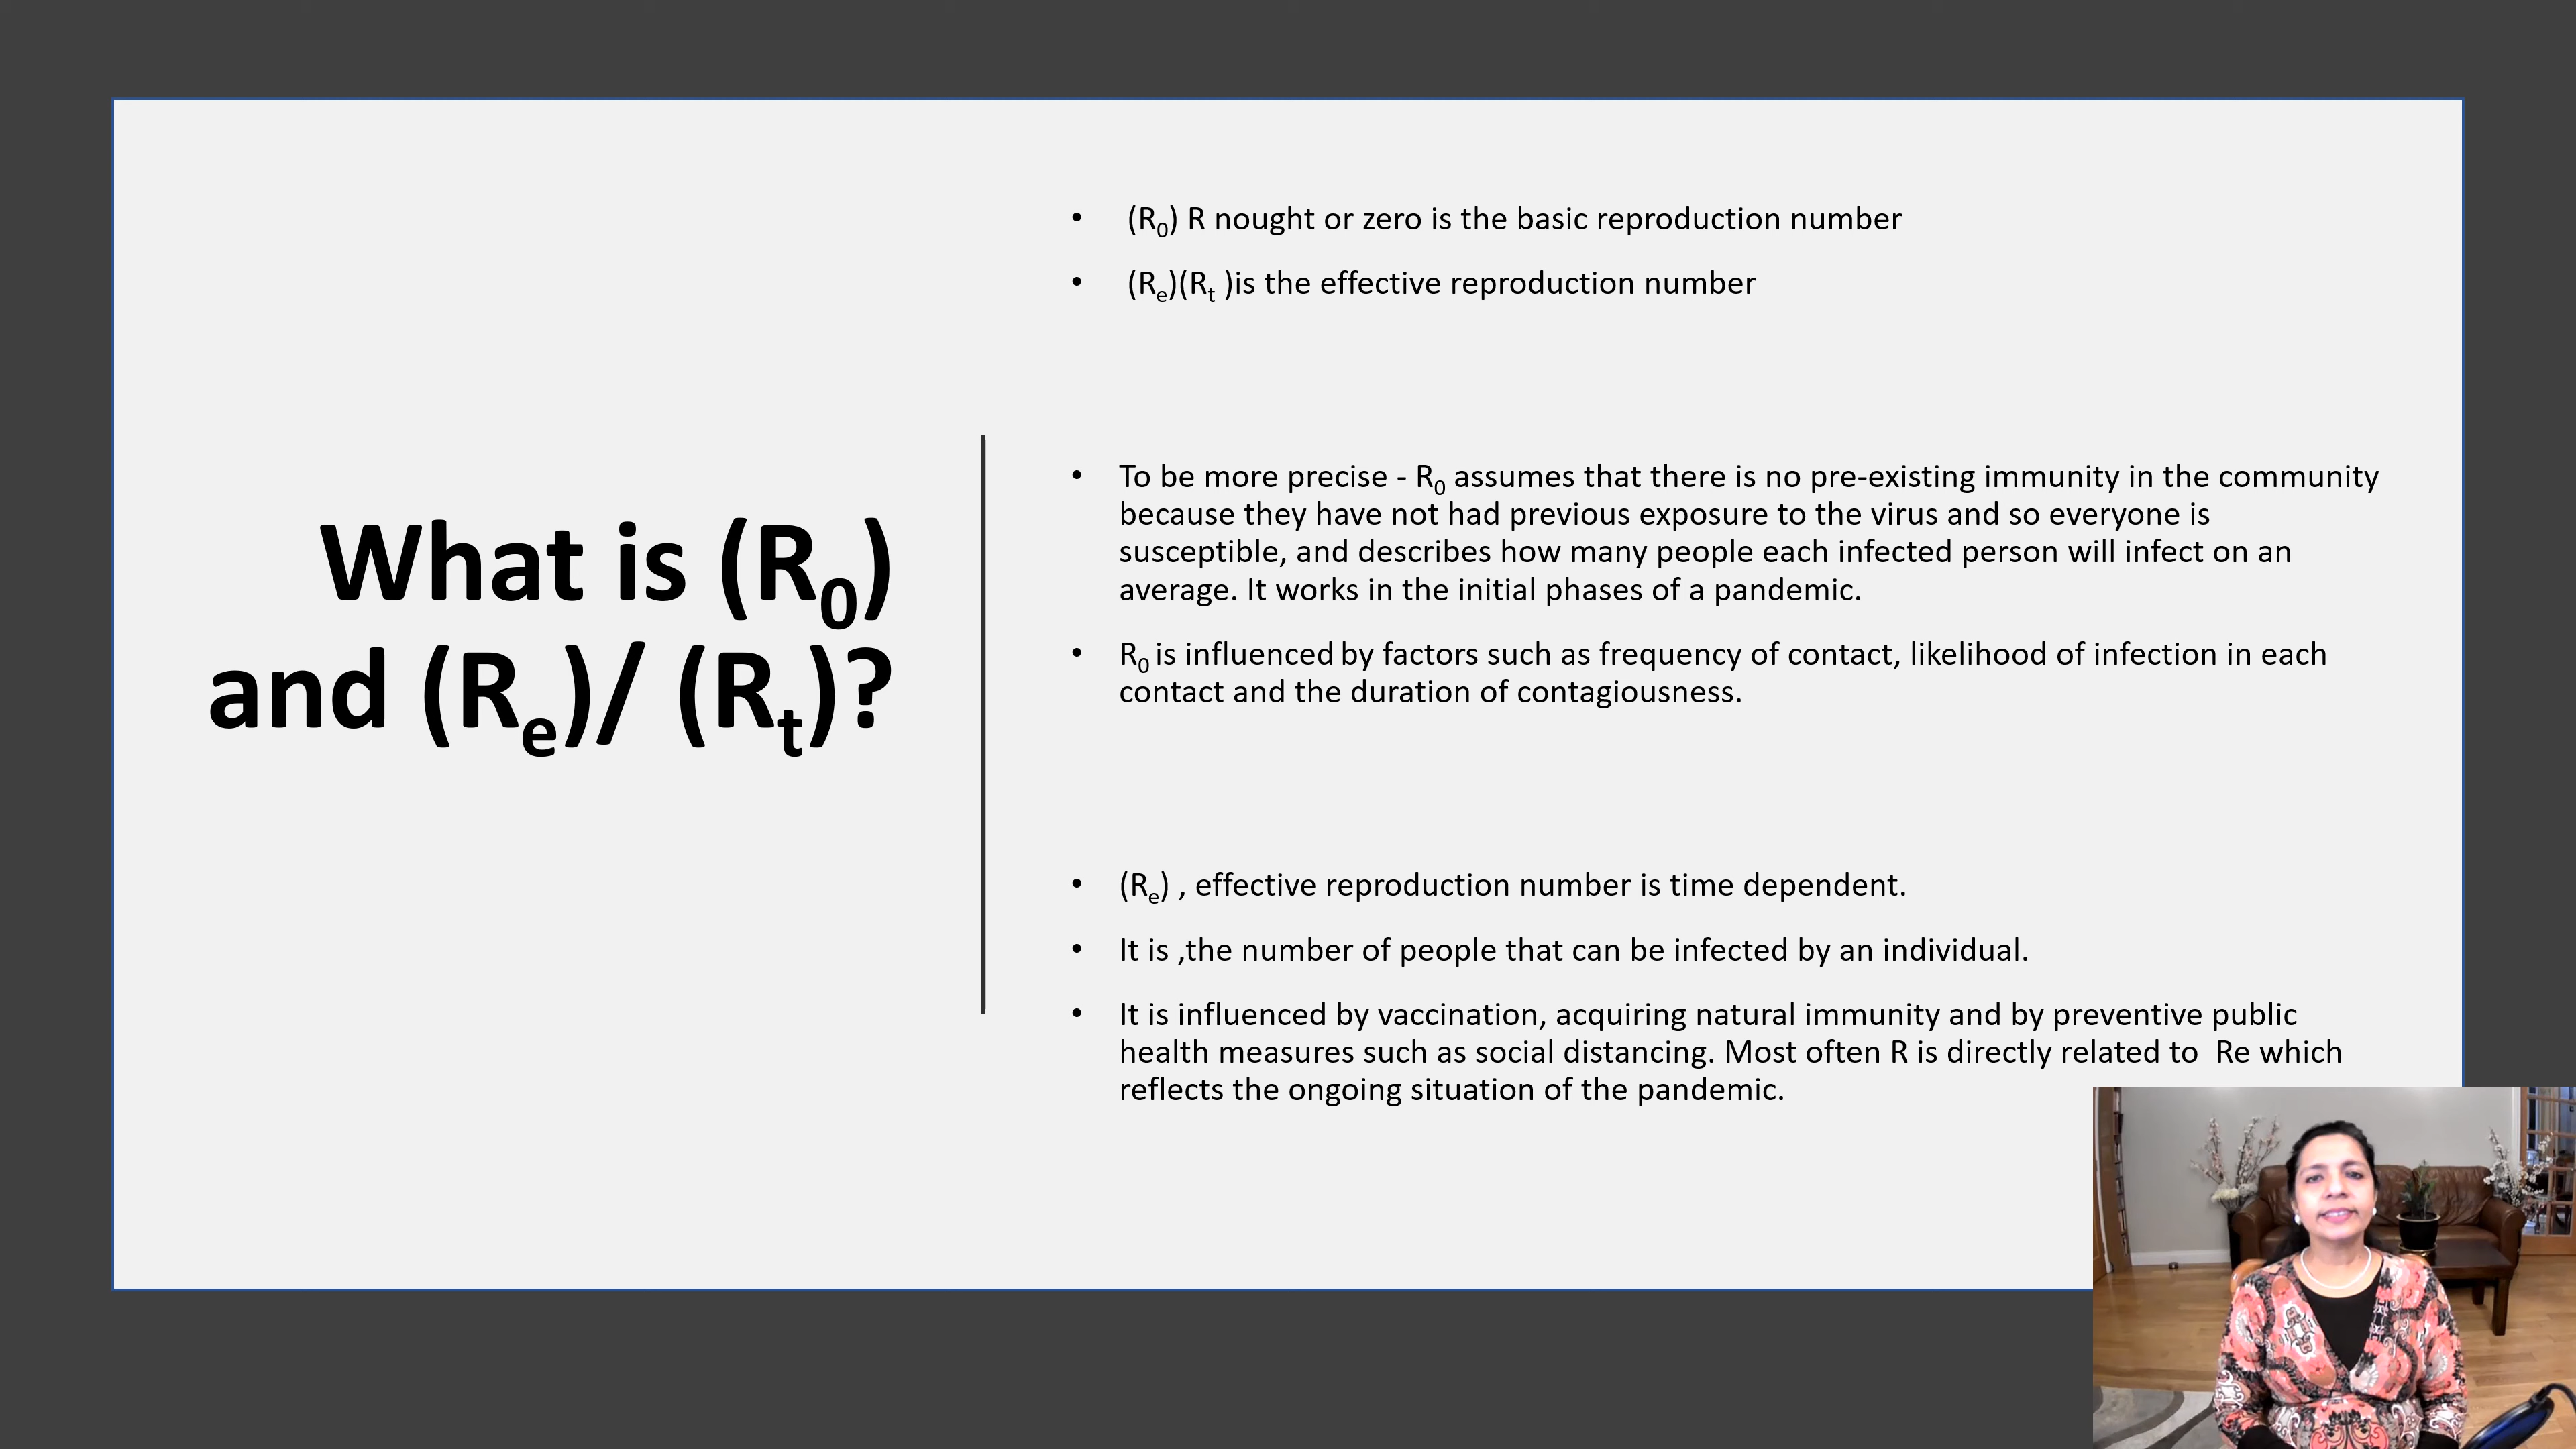 What is (R0)
and (Re)/ (Rt)?
• (R0) R nought or zero is the basic reproduction number
• (Re)(Rt )is the effective reproduction number
• To be more precise - R0 assumes that there is no pre-existing immunity in the community
because they have not had previous exposure to the virus and so everyone is
susceptible, and describes how many people each infected person will infect on an
average. It works in the initial phases of a pandemic.
• R0 is influenced by factors such as frequency of contact, likelihood of infection in each
contact and the duration of contagiousness.
• (Re) , effective reproduction number is time dependent.
• It is ,the number of people that can be infected by an individual.
• It is influenced by vaccination, acquiring natural immunity and by preventive public
health measures such as social distancing. Most often R is directly related to  Re which
reflects the ongoing situation of the pandemic.